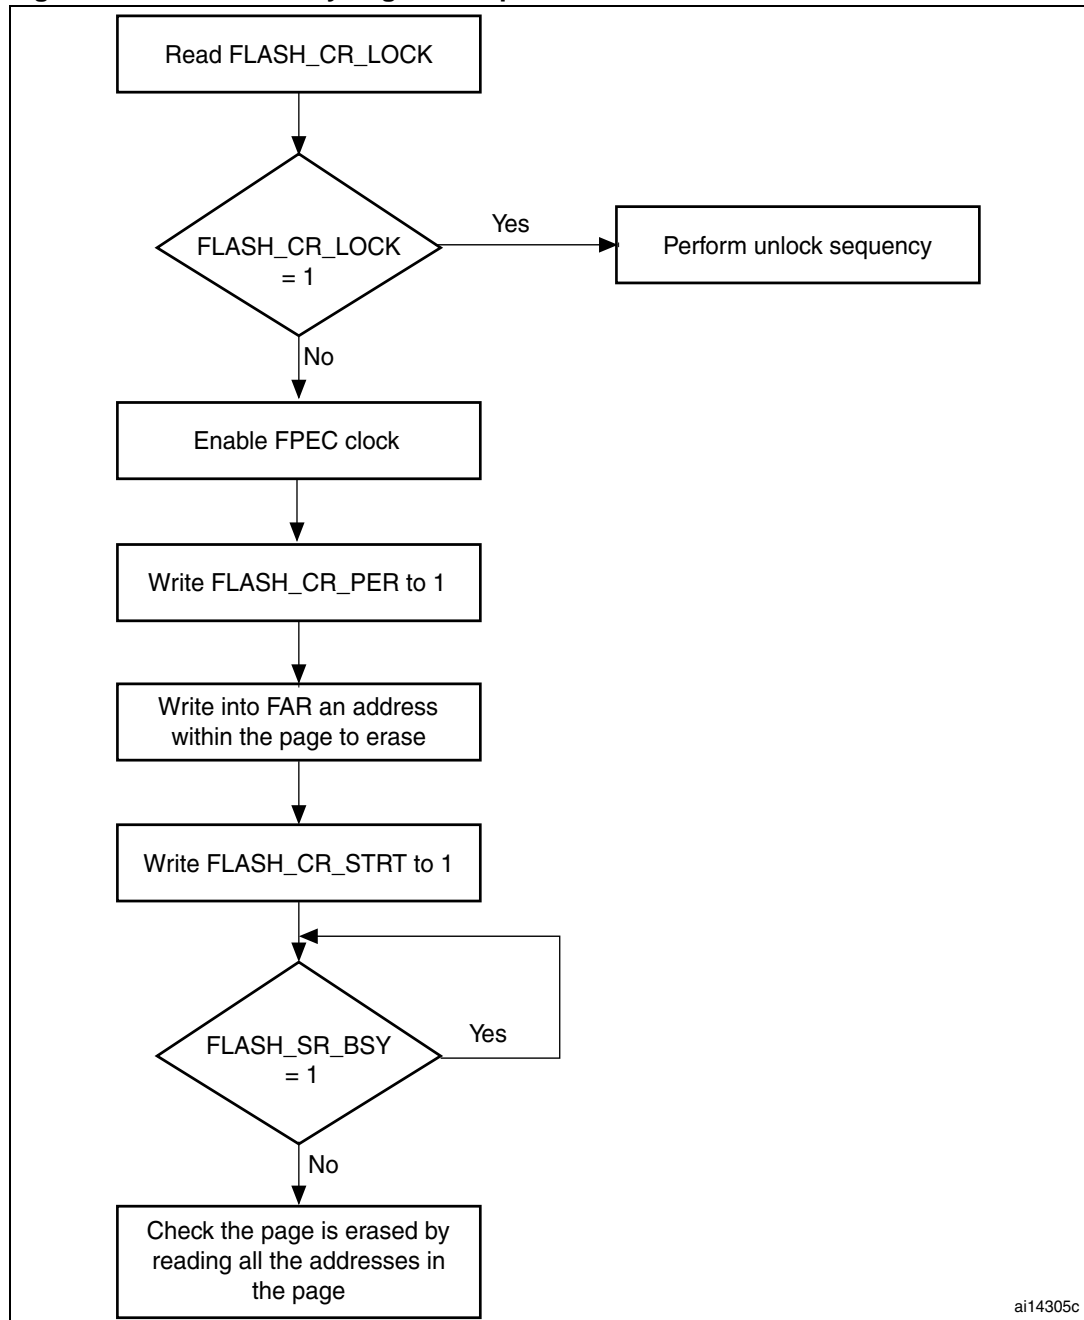 Read FLASH_CR_LOCK
FLASH_CR_LOCK
= 1
Yes
Perform unlock sequency
No
Enable FPEC clock
Write FLASH_CR_PER to 1
Write into FAR an address
within the page to erase
Write FLASH_CR_STRT to 1
FLASH_SR_BSY
= 1
Yes
No
Check the page is erased by
reading all the addresses in
the page
ai14305c